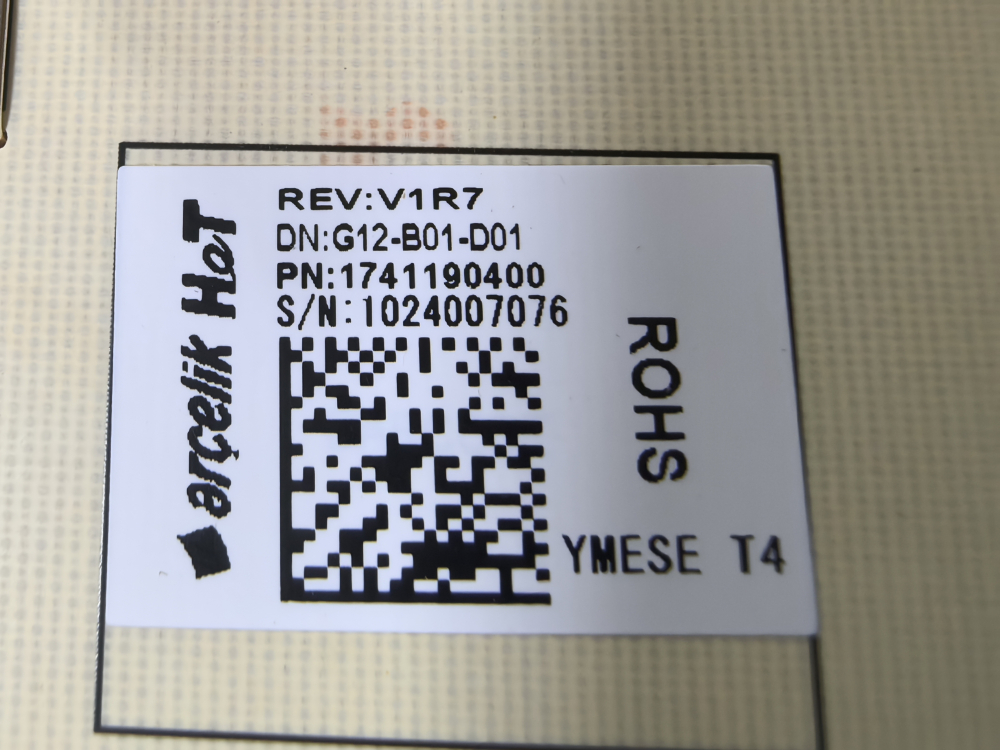 REV:V1R7
DN:G12-B01-D01
PN:1741190400
S/N:1024007076
arçelik HoT
ROHS
YMESE T4